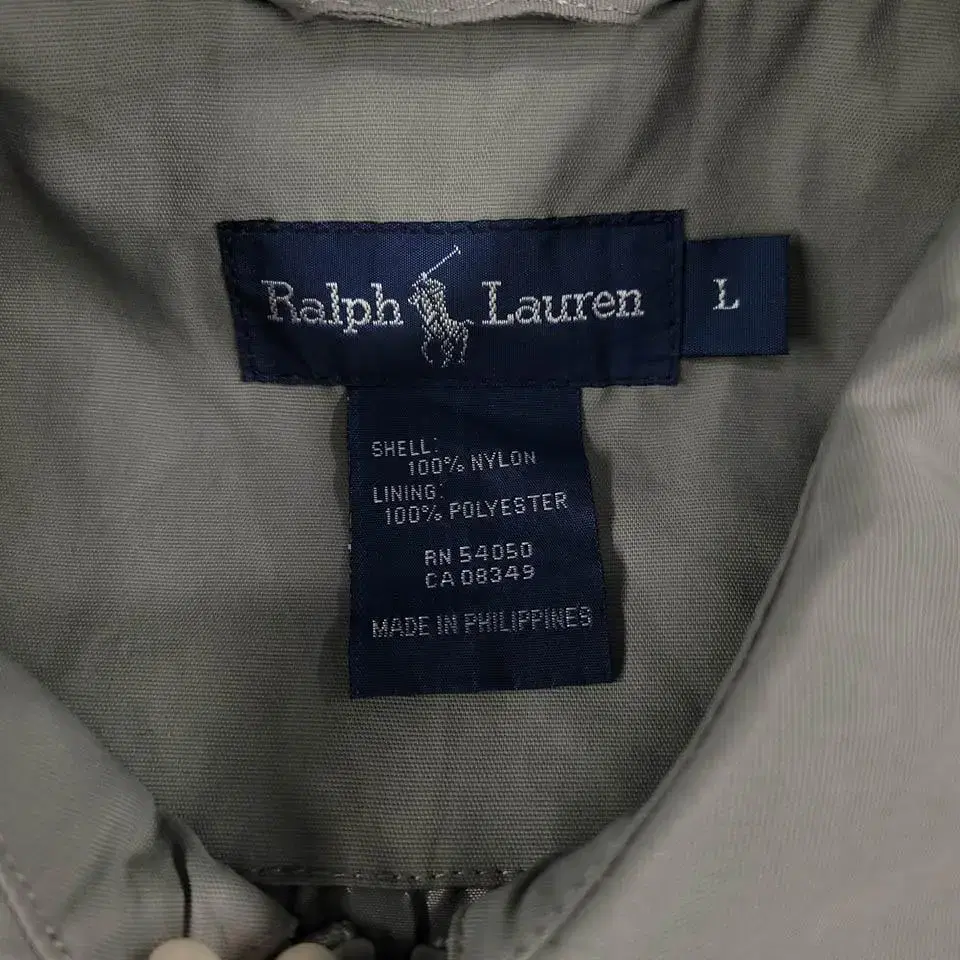 Ralph Lauren L
SHELL:
100% NYLON
LINING:
100% POLYESTER
RN 54050
CA 08349
MADE IN PHILIPPINES